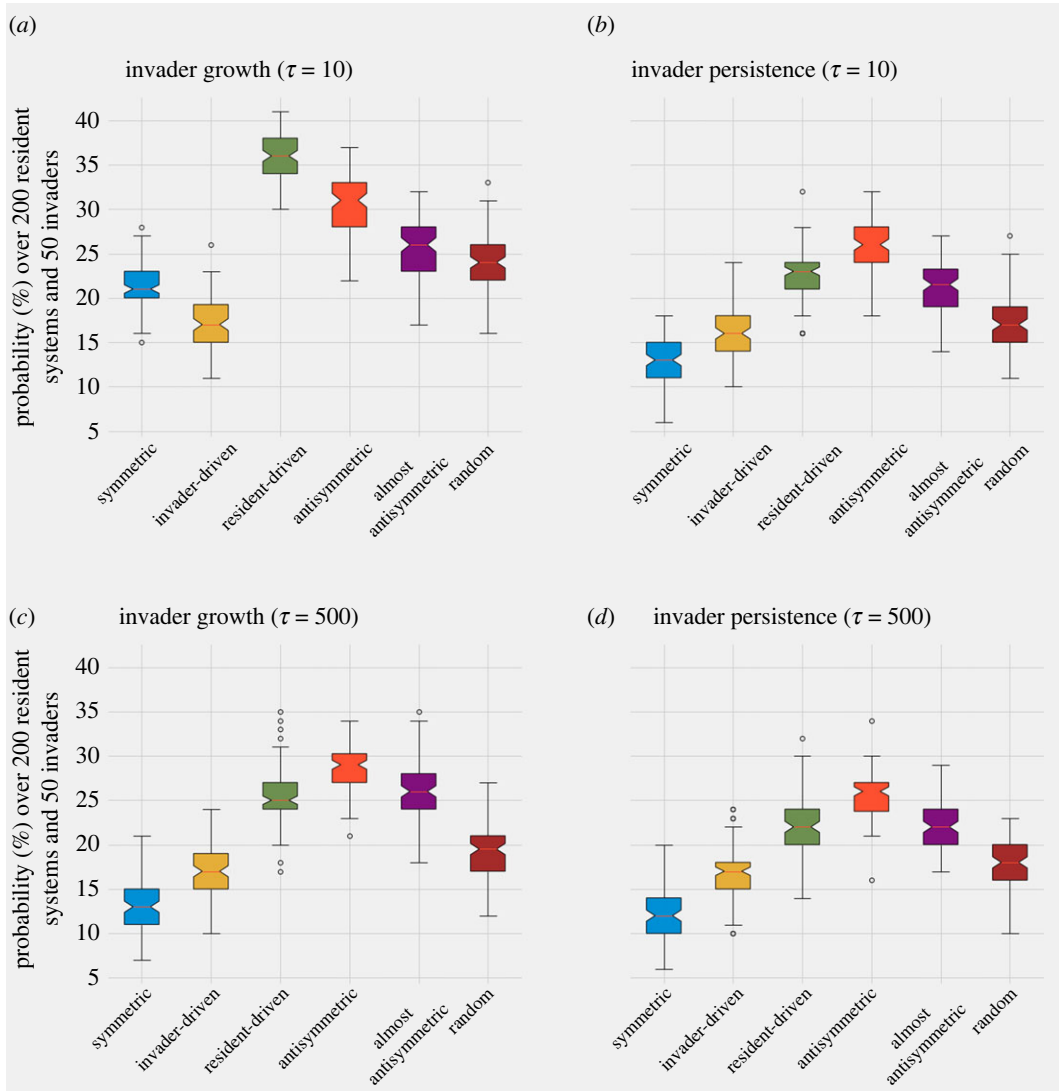 (a)
invader growth (τ = 10)
probability (%) over 200 resident
systems and 50 invaders
40
35
30
25
20
15
10
5
symmetric
invader-driven
resident-driven
antisymmetric
almost
antisymmetric
random
(b)
invader persistence (τ = 10)
symmetric
invader-driven
resident-driven
antisymmetric
almost
antisymmetric
random
(c)
invader growth (τ = 500)
probability (%) over 200 resident
systems and 50 invaders
40
35
30
25
20
15
10
5
symmetric
invader-driven
resident-driven
antisymmetric
almost
antisymmetric
random
(d)
invader persistence (τ = 500)
symmetric
invader-driven
resident-driven
antisymmetric
almost
antisymmetric
random